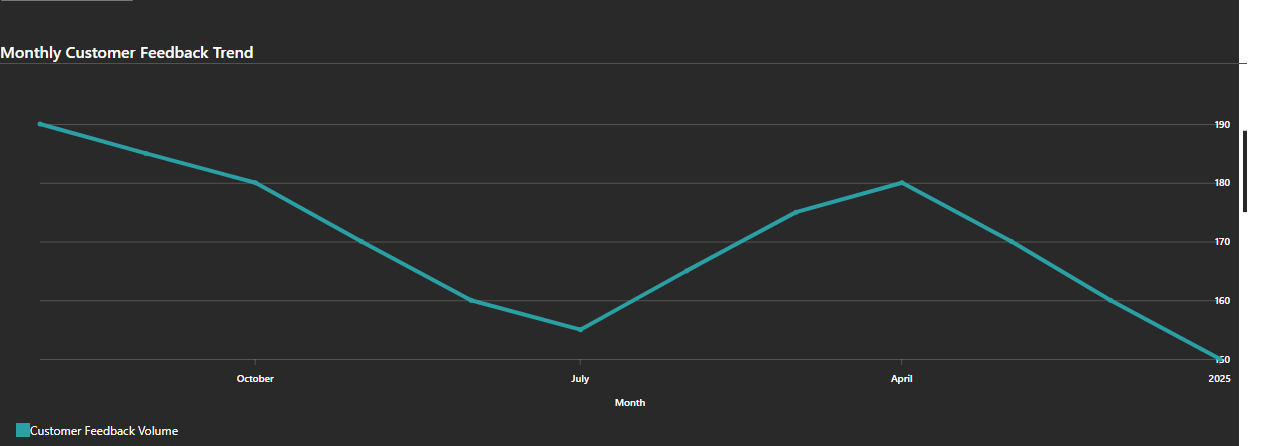 Monthly Customer Feedback Trend
190
180
170
160
150
October July April 2025
Month
Customer Feedback Volume